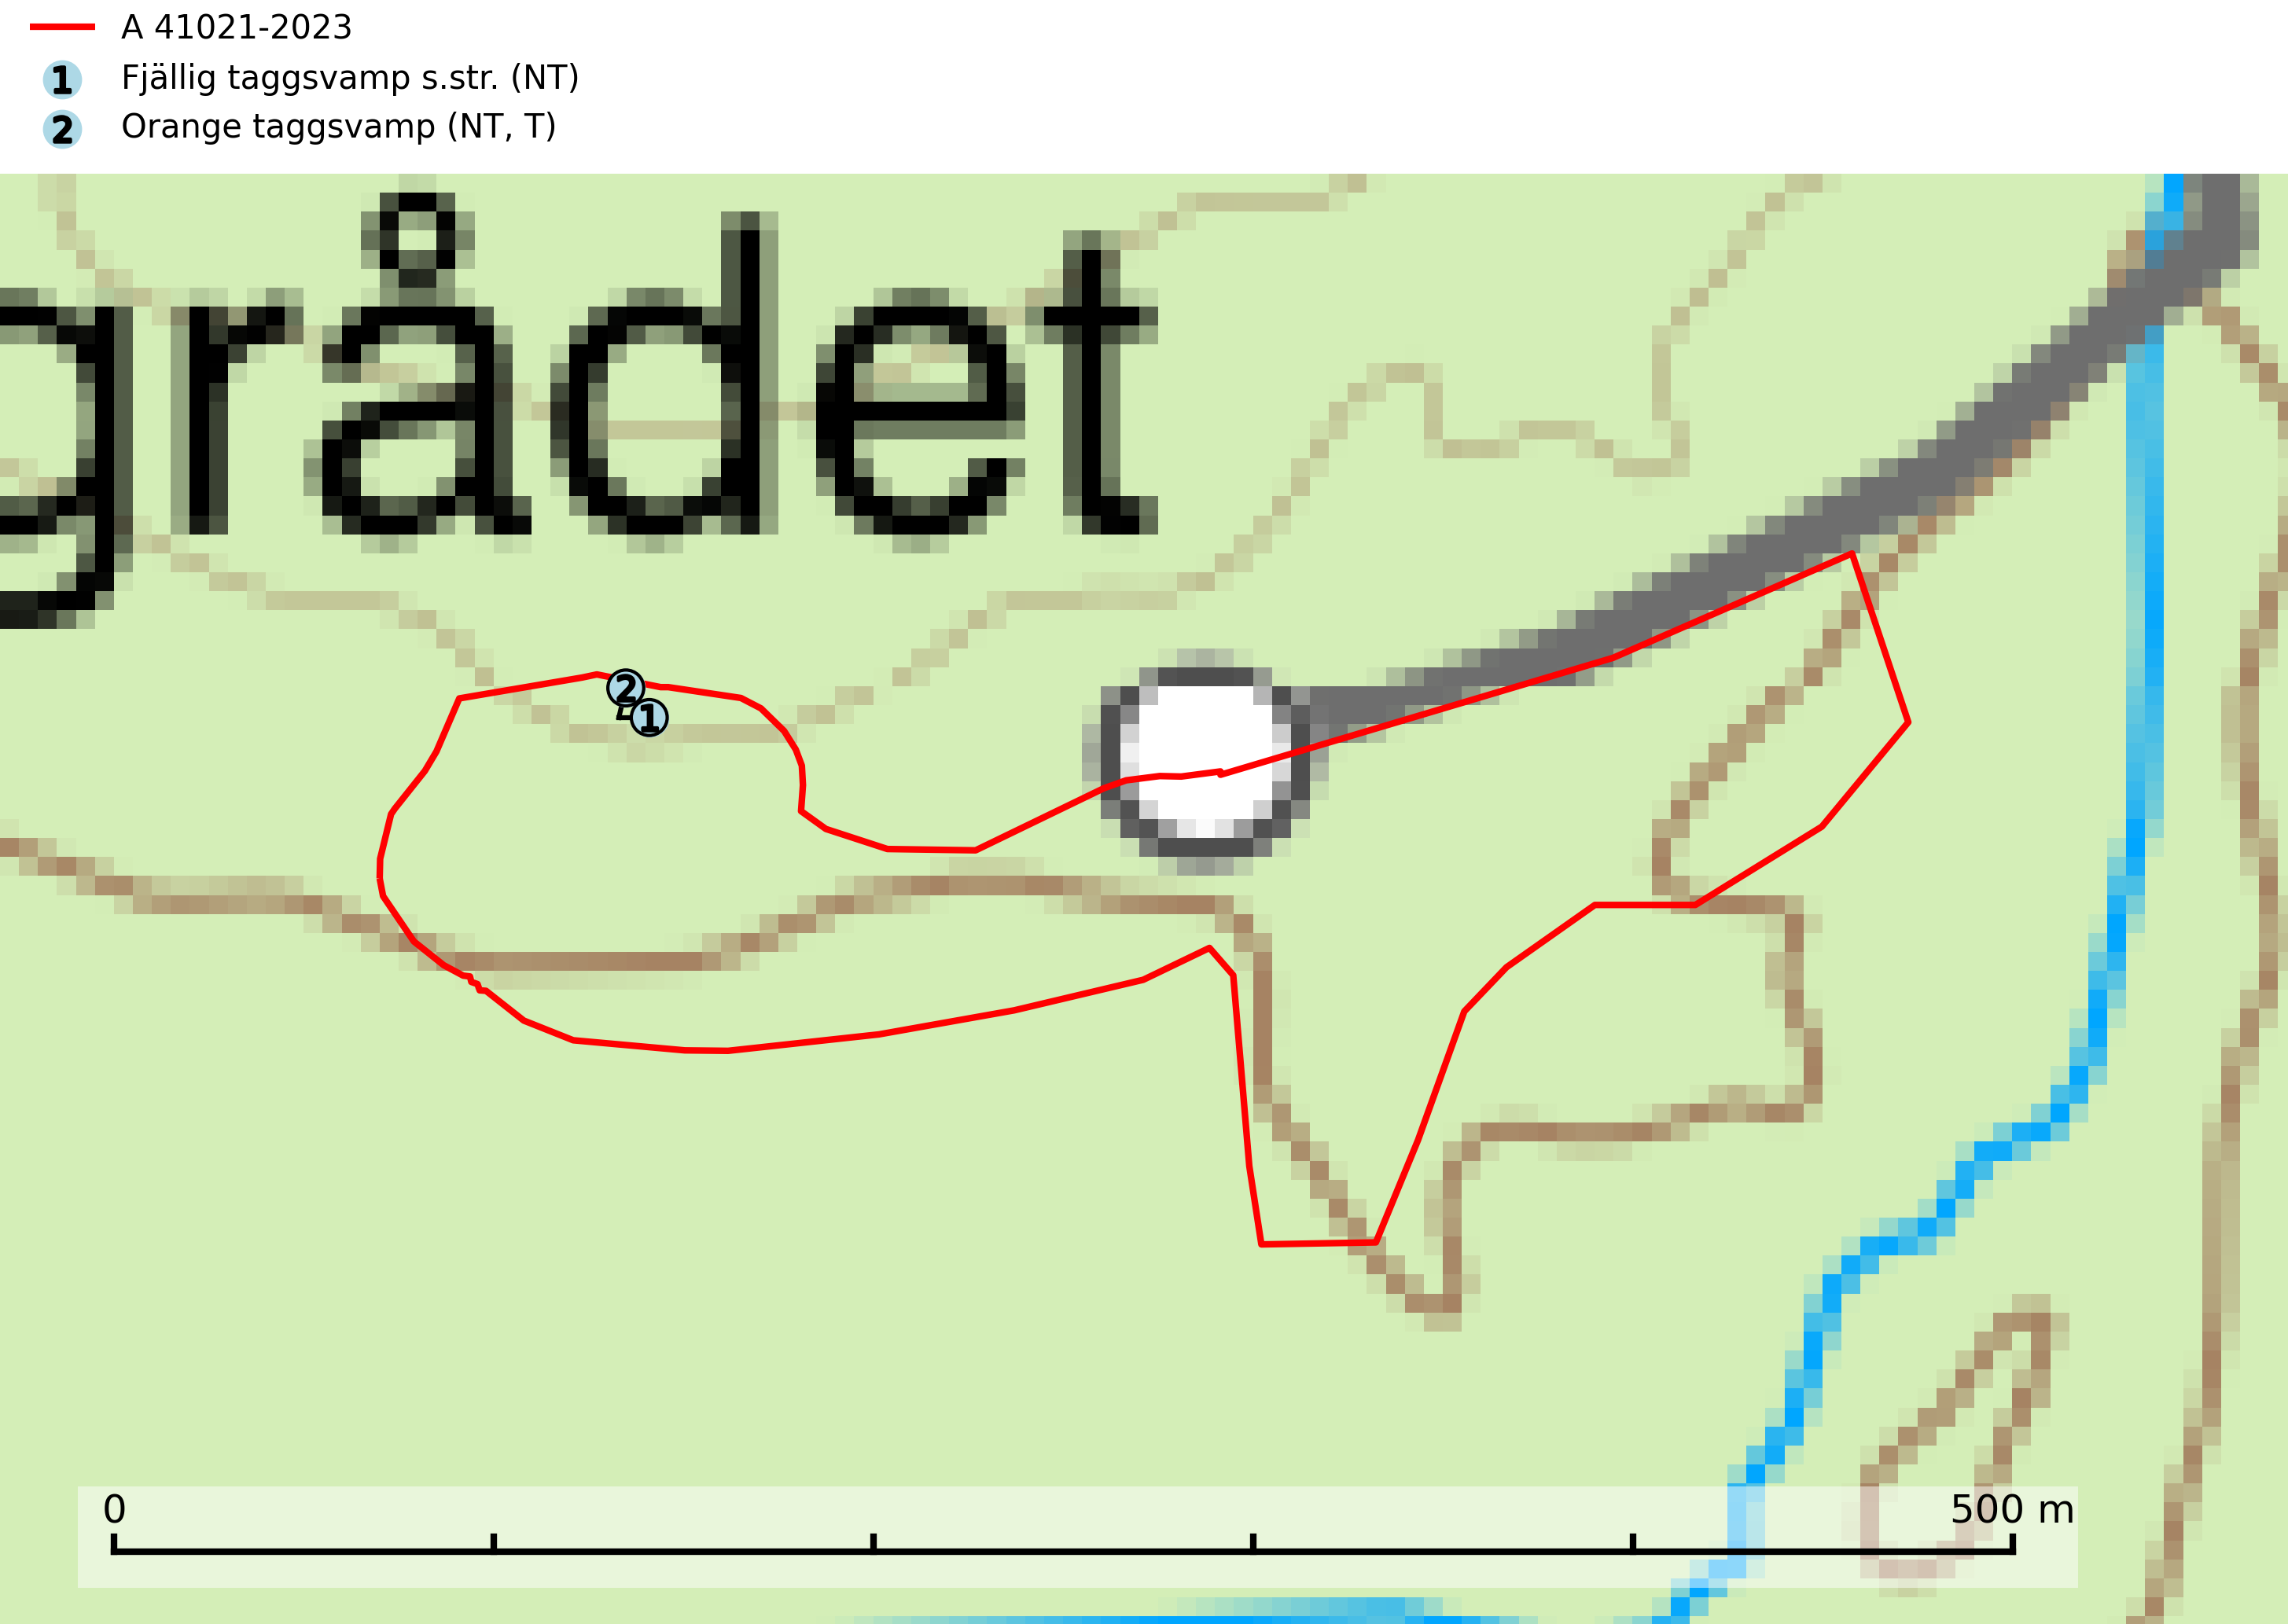 A 41021-2023
1 Fjällig taggsvamp s.str. (NT)
2 Orange taggsvamp (NT, T)
grådet
2
1
0 500 m